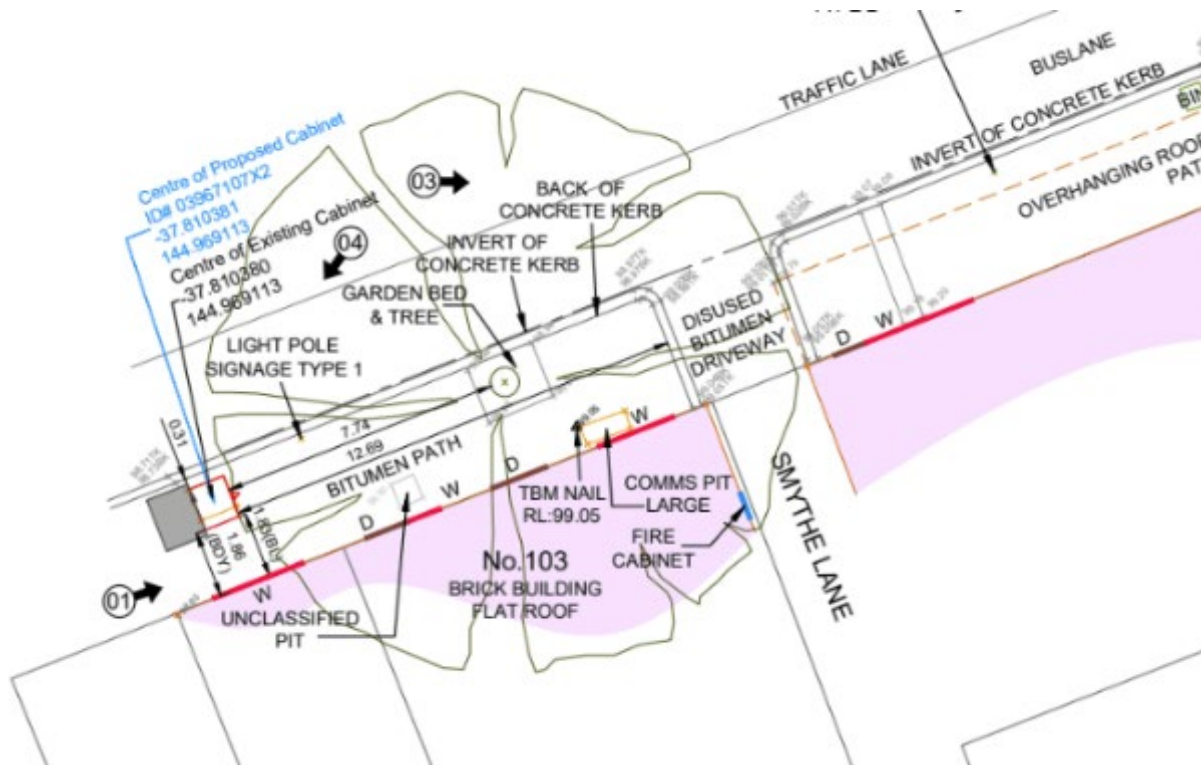 TRAFFIC LANE
BUSLANE
INVERT OF CONCRETE KERB
OVERHANGING ROOF
Centre of Proposed Cabinet
ID# 03967107X2
-37.810381
144.969113
Centre of Existing Cabinet
-37.810380
144.969113
03
04
BACK OF
CONCRETE KERB
INVERT OF
CONCRETE KERB
GARDEN BED
& TREE
LIGHT POLE
SIGNAGE TYPE 1
DISUSED
BITUMEN
DRIVEWAY
D
W
0.31
7.74
12.69
BITUMEN PATH
W
D
W
D
TBM NAIL
RL:99.05
COMMS PIT
LARGE
FIRE
CABINET
SMYTHE LANE
1.86
(BDY)
No.103
BRICK BUILDING
FLAT ROOF
01
W
UNCLASSIFIED
PIT